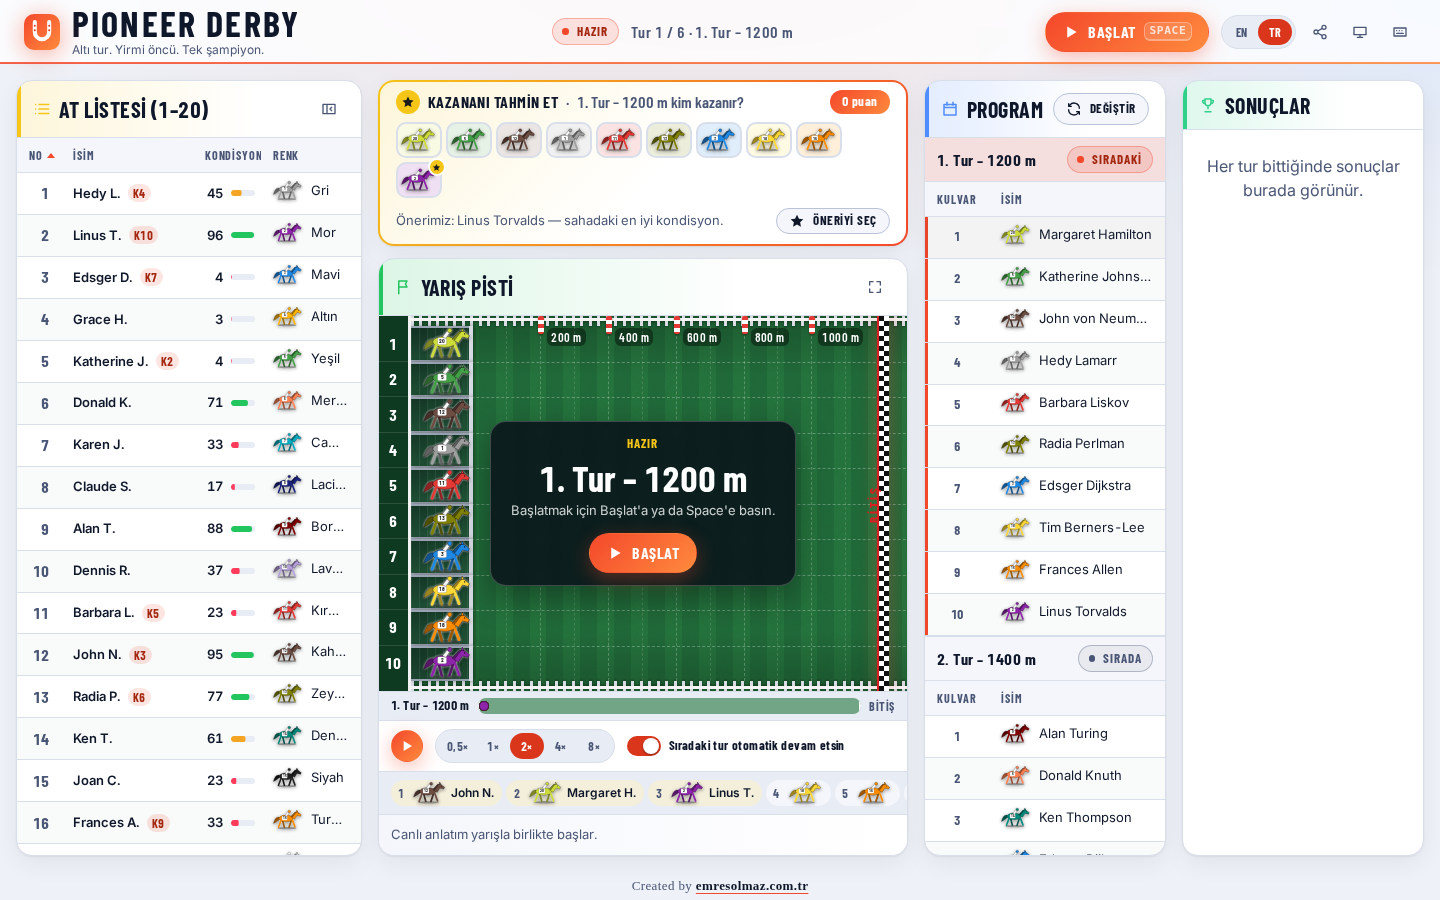 PIONEER DERBY
Altı tur. Yirmi öncü. Tek şampiyon.
HAZIR
Tur 1 / 6 · 1. Tur – 1200 m
BAŞLAT SPACE
EN TR
AT LİSTESİ (1–20)
NO İSİM KONDİSYON RENK
1 Hedy L. K4 45 Gri
2 Linus T. K10 96 Mor
3 Edsger D. K7 4 Mavi
4 Grace H. 3 Altın
5 Katherine J. K2 4 Yeşil
6 Donald K. 71 Mer...
7 Karen J. 33 Ca...
8 Claude S. 17 Laci...
9 Alan T. 88 Bor...
10 Dennis R. 37 Lav...
11 Barbara L. K5 23 Kır...
12 John N. K3 95 Kah...
13 Radia P. K6 77 Zey...
14 Ken T. 61 Den...
15 Joan C. 23 Siyah
16 Frances A. K9 33 Tur...
KAZANANI TAHMİN ET · 1. Tur – 1200 m kim kazanır?
0 puan
Önerimiz: Linus Torvalds — sahadaki en iyi kondisyon.
ÖNERİYİ SEÇ
YARIŞ PİSTİ
200 m 400 m 600 m 800 m 1000 m
1
2
3
4
5
6
7
8
9
10
HAZIR
1. Tur – 1200 m
Başlatmak için Başlat'a ya da Space'e basın.
BAŞLAT
1. Tur – 1200 m
BİTİŞ
0,5× 1× 2× 4× 8×
Sıradaki tur otomatik devam etsin
1 John N. 2 Margaret H. 3 Linus T. 4 5
Canlı anlatım yarışla birlikte başlar.
PROGRAM
DEĞİŞTİR
1. Tur – 1200 m SIRADAKİ
KULVAR İSİM
1 Margaret Hamilton
2 Katherine Johns...
3 John von Neum...
4 Hedy Lamarr
5 Barbara Liskov
6 Radia Perlman
7 Edsger Dijkstra
8 Tim Berners-Lee
9 Frances Allen
10 Linus Torvalds
2. Tur – 1400 m SIRADA
KULVAR İSİM
1 Alan Turing
2 Donald Knuth
3 Ken Thompson
SONUÇLAR
Her tur bittiğinde sonuçlar
burada görünür.
Created by emresolmaz.com.tr